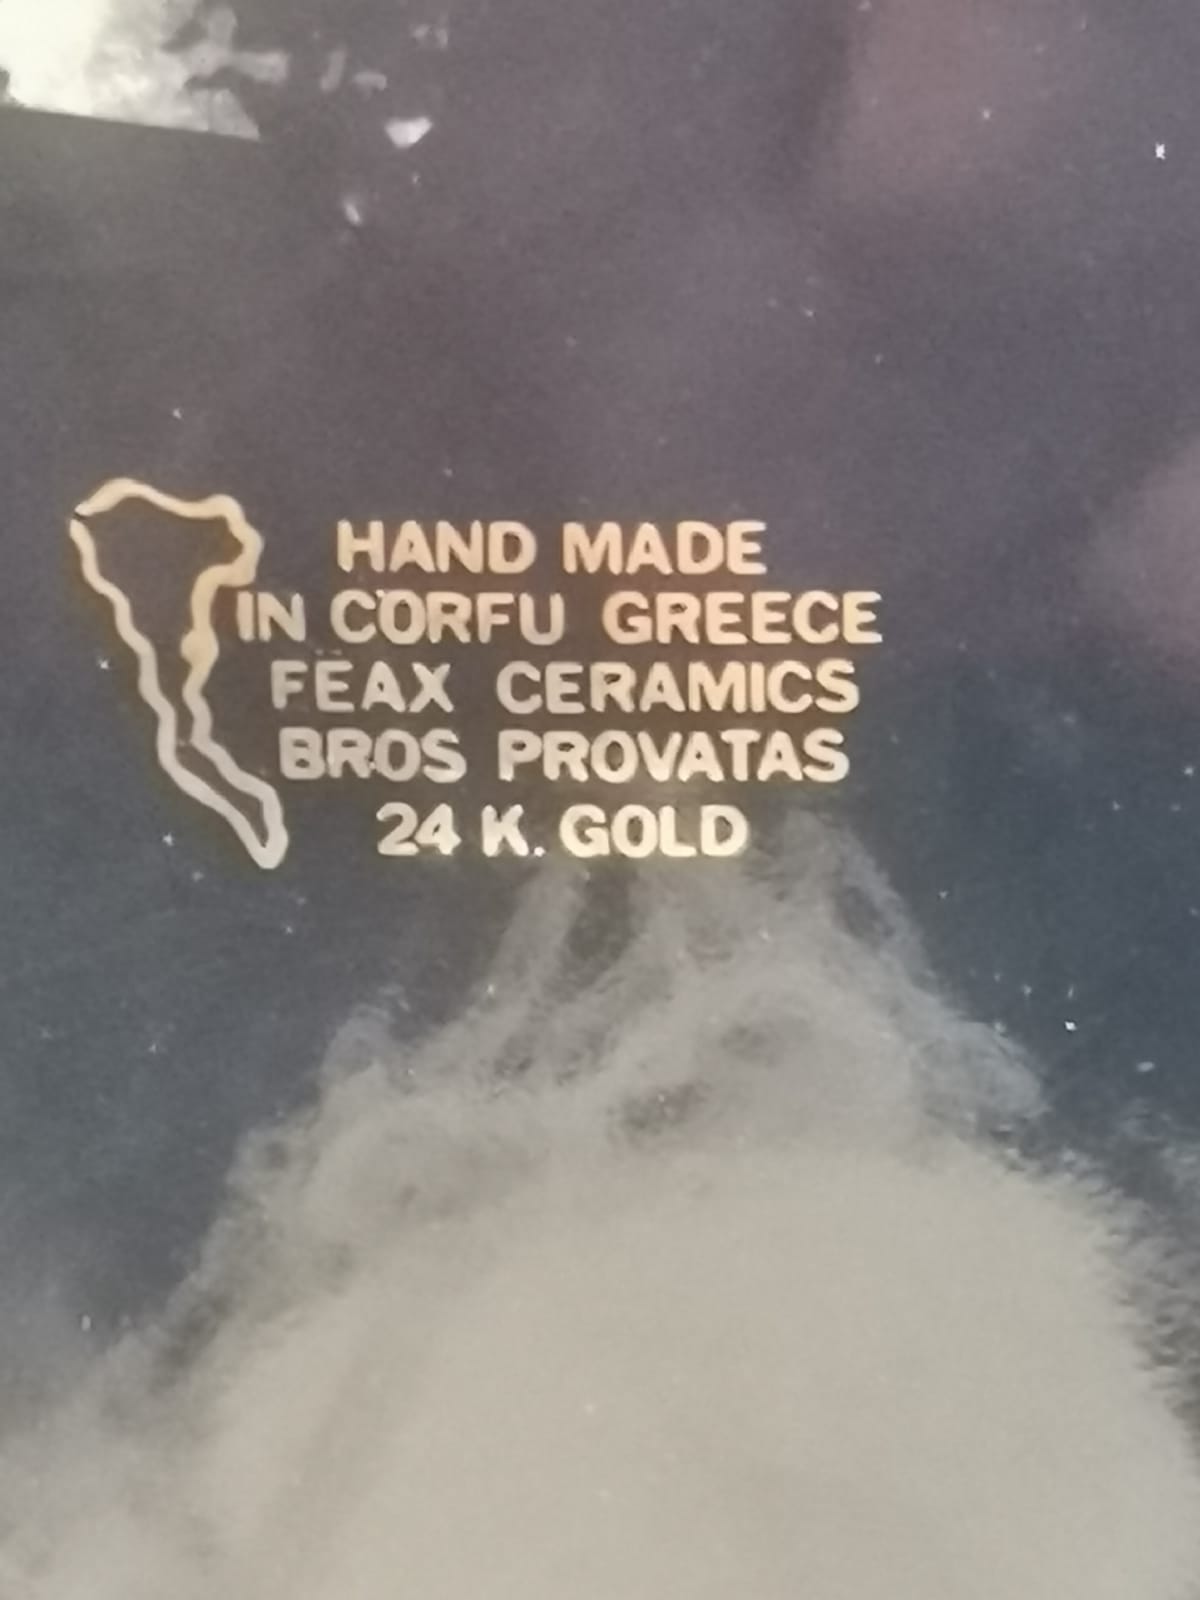 HAND MADE
IN CORFU GREECE
FEAX CERAMICS
BROS PROVATAS
24 K. GOLD